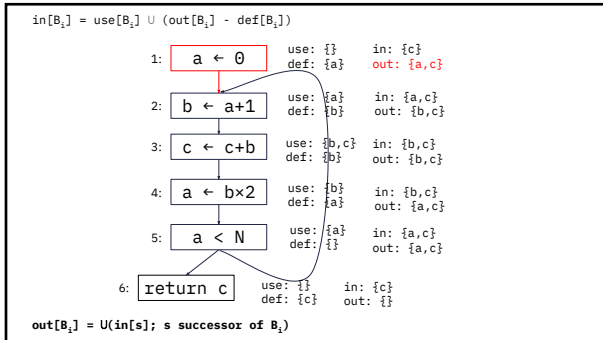 in[Bᵢ] = use[Bᵢ] ∪ (out[Bᵢ] - def[Bᵢ])
1: a ← 0 use: {} in: {c}
def: {a} out: {a,c}
2: b ← a+1 use: {a} in: {a,c}
def: {b} out: {b,c}
3: c ← c+b use: {b,c} in: {b,c}
def: {b} out: {b,c}
4: a ← b×2 use: {b} in: {b,c}
def: {a} out: {a,c}
5: a < N use: {a} in: {a,c}
def: {} out: {a,c}
6: return c use: {} in: {c}
def: {c} out: {}
out[Bᵢ] = ∪(in[s]; s successor of Bᵢ)